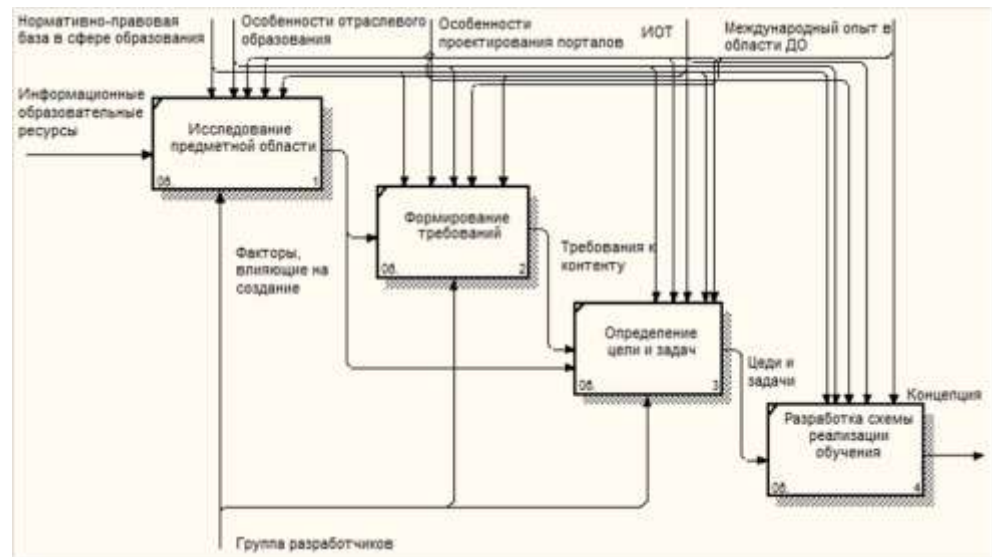 Нормативно-правовая
база в сфере образования
Особенности отраслевого
образования
Особенности
проектирования порталов
ИОТ
Международный опыт в
области ДО
Информационные
образовательные
ресурсы
Исследование
предметной области
0б.
1
Формирование
требований
0б.
2
Факторы,
влияющие на
создание
Требования к
контенту
Определение
цели и задач
0б.
3
Цеди и
задачи
Концепция
Разработка схемы
реализации
обучения
0б.
4
Группа разработчиков